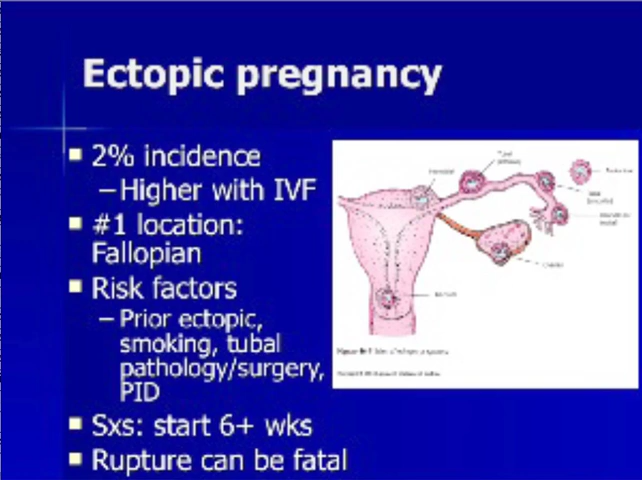 Ectopic pregnancy
2% incidence
–Higher with IVF
#1 location:
Fallopian
Risk factors
– Prior ectopic,
smoking, tubal
pathology/surgery,
PID
Sxs: start 6+ wks
Rupture can be fatal